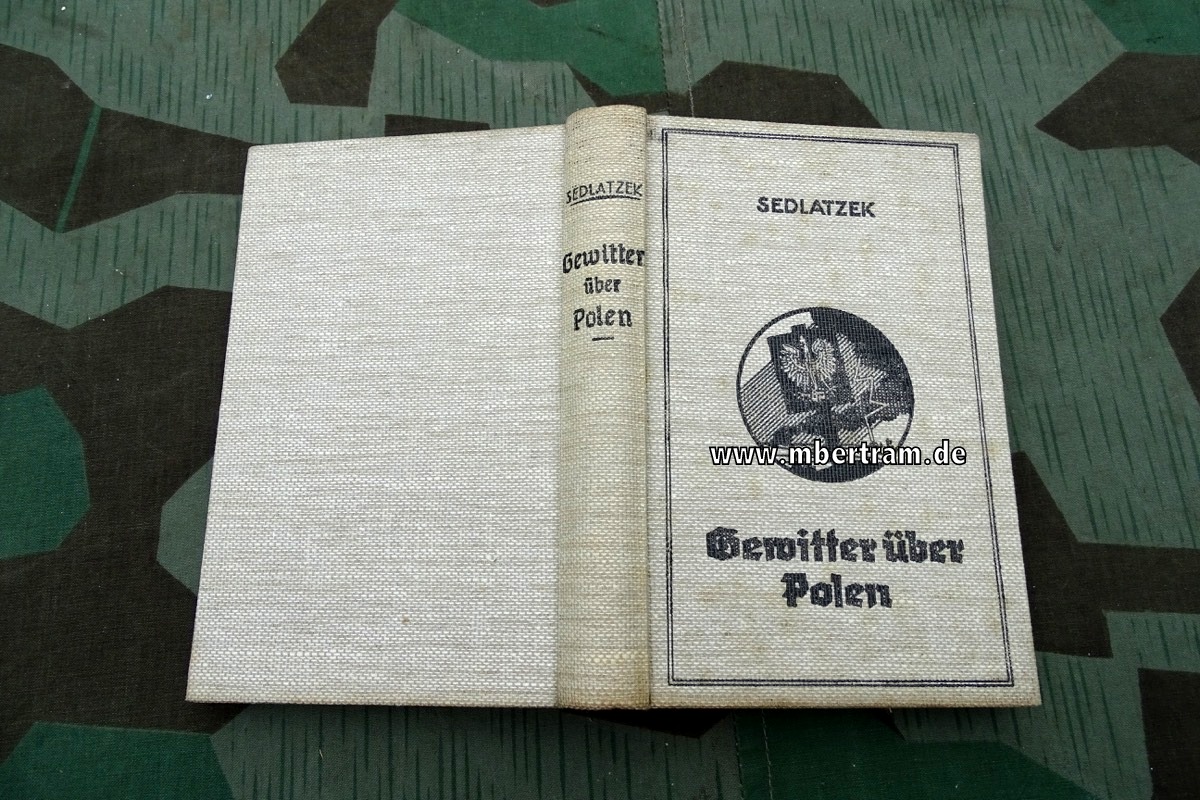 SEDLATZEK
Gewitter
über
Polen
SEDLATZEK
www.mbertram.de
Gewitter über
Polen